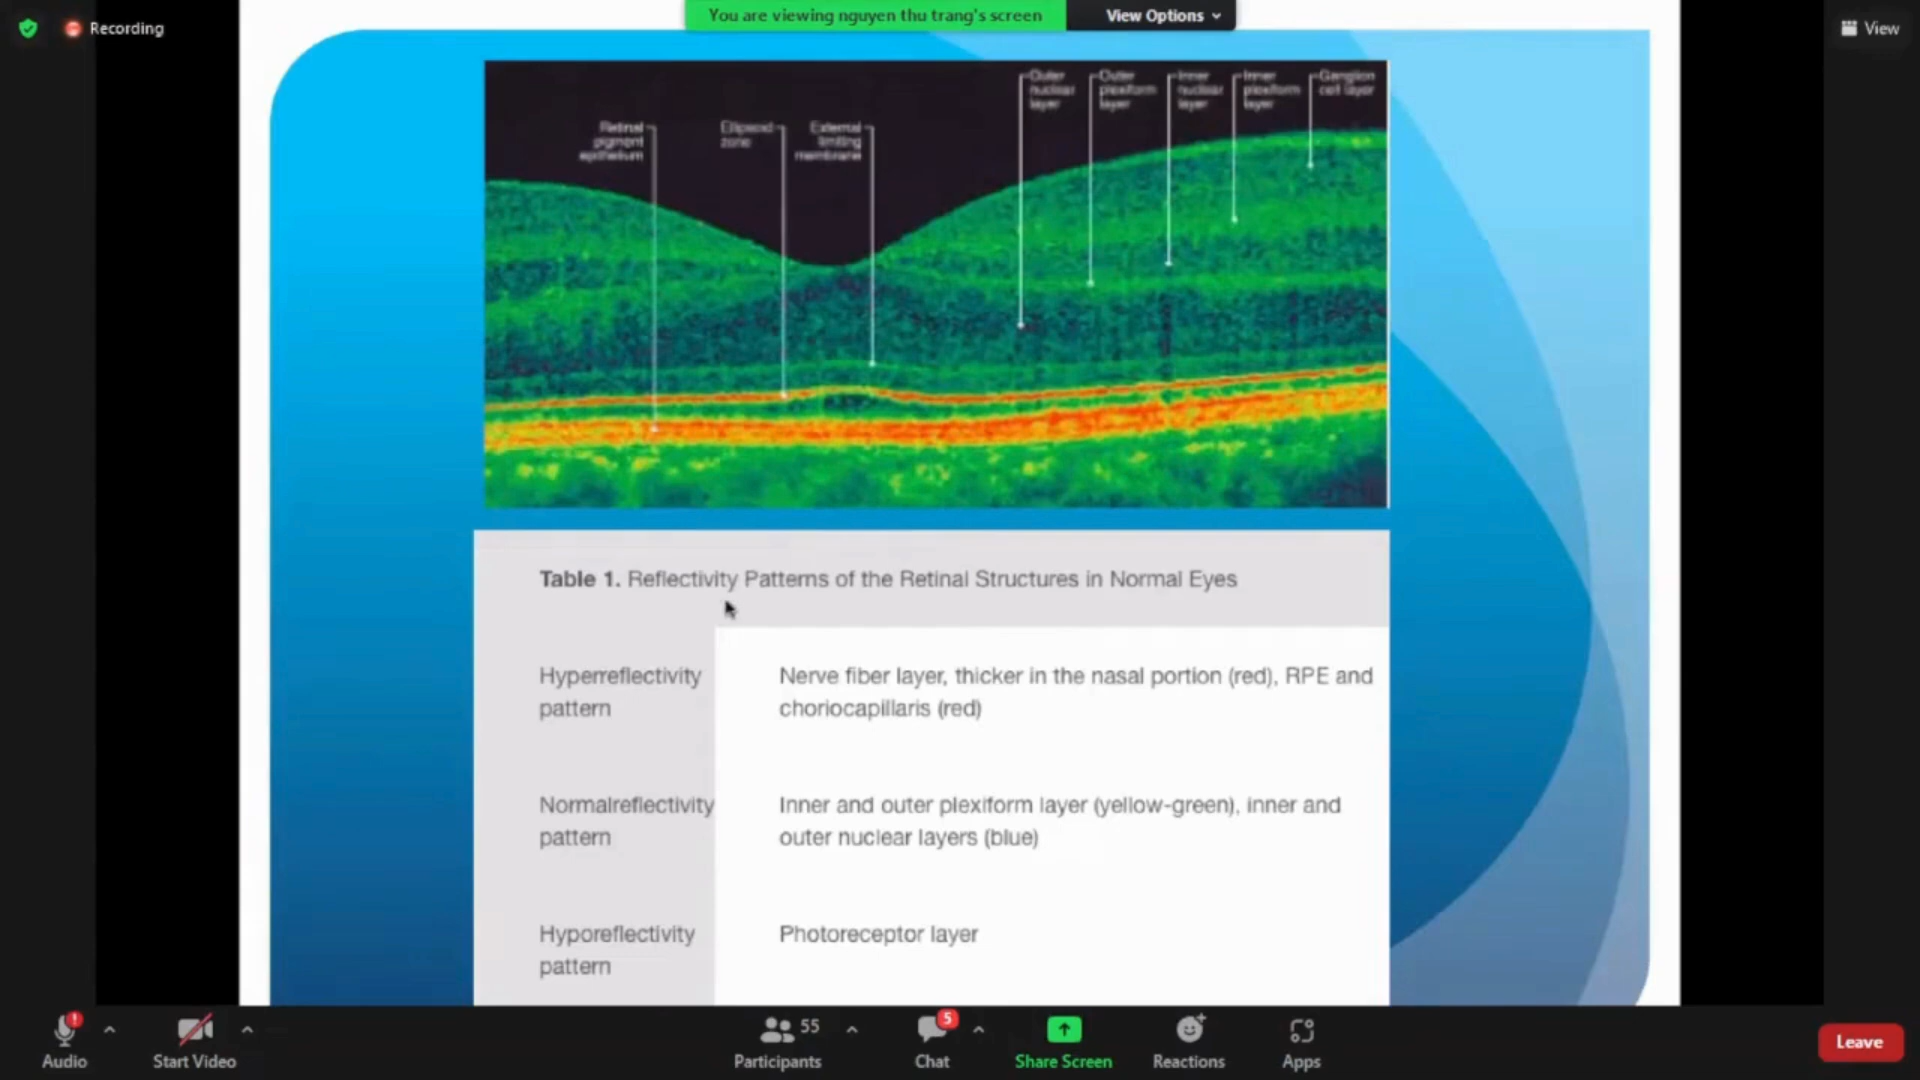 You are viewing nguyen thu trang's screen
View Options
Recording
View
Outer
nuclear
layer
Outer
plexiform
layer
Inner
nuclear
layer
Inner
plexiform
layer
Ganglion
cell layer
Retinal
pigment
epithelium
Ellipsoid
zone
External
limiting
membrane
Table 1. Reflectivity Patterns of the Retinal Structures in Normal Eyes
Hyperreflectivity
pattern
Nerve fiber layer, thicker in the nasal portion (red), RPE and
choriocapillaris (red)
Normalreflectivity
pattern
Inner and outer plexiform layer (yellow-green), inner and
outer nuclear layers (blue)
Hyporeflectivity
pattern
Photoreceptor layer
Audio
Start Video
55
Participants
5
Chat
Share Screen
Reactions
Apps
Leave